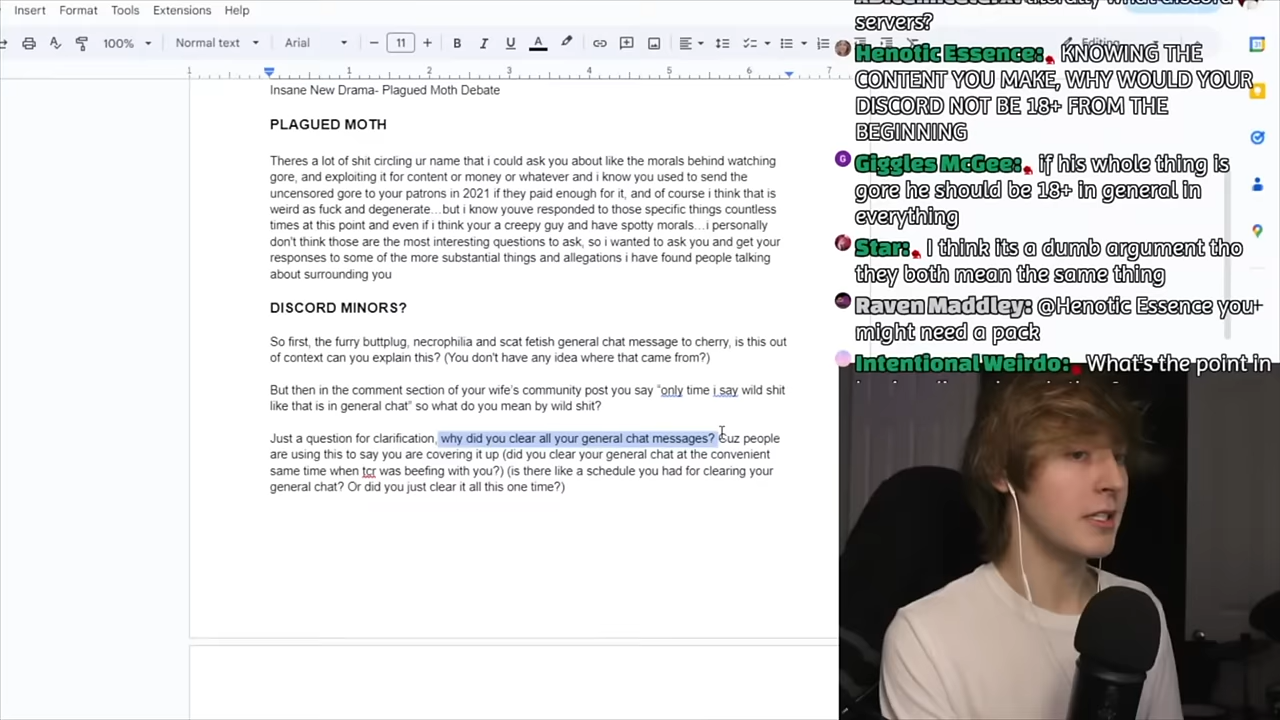 Insert Format Tools Extensions Help
100% Normal text Arial 11 B I U A Editing
1 1 2 3 4 5 6 7
Insane New Drama- Plagued Moth Debate
PLAGUED MOTH
Theres a lot of shit circling ur name that i could ask you about like the morals behind watching
gore, and exploiting it for content or money or whatever and i know you used to send the
uncensored gore to your patrons in 2021 if they paid enough for it, and of course i think that is
weird as fuck and degenerate…but i know youve responded to those specific things countless
times at this point and even if i think your a creepy guy and have spotty morals…i personally
don't think those are the most interesting questions to ask, so i wanted to ask you and get your
responses to some of the more substantial things and allegations i have found people talking
about surrounding you
DISCORD MINORS?
So first, the furry buttplug, necrophilia and scat fetish general chat message to cherry, is this out
of context can you explain this? (You don't have any idea where that came from?)
But then in the comment section of your wife's community post you say “only time i say wild shit
like that is in general chat” so what do you mean by wild shit?
Just a question for clarification, why did you clear all your general chat messages? Cuz people
are using this to say you are covering it up (did you clear your general chat at the convenient
same time when tcr was beefing with you?) (is there like a schedule you had for clearing your
general chat? Or did you just clear it all this one time?)
servers?
Henotic Essence: KNOWING THE
CONTENT YOU MAKE, WHY WOULD YOUR
DISCORD NOT BE 18+ FROM THE
BEGINNING
G Giggles McGee: if his whole thing is
gore he should be 18+ in general in
everything
Star: I think its a dumb argument tho
they both mean the same thing
Raven Maddley: @Henotic Essence you
might need a pack
Intentional Weirdo: What's the point in